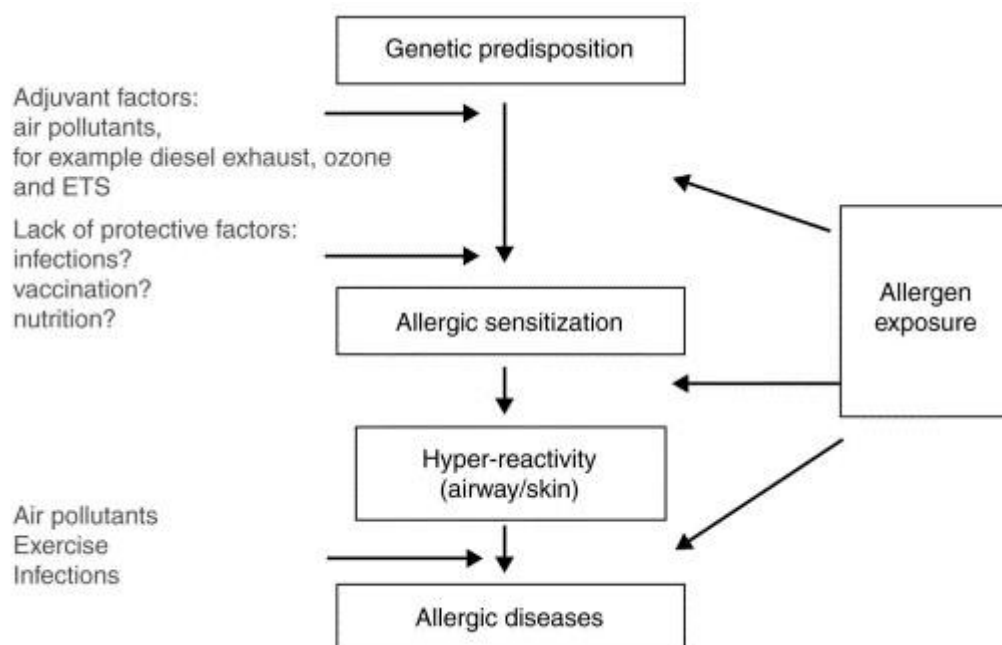 Genetic predisposition
Adjuvant factors:
air pollutants,
for example diesel exhaust, ozone
and ETS
Lack of protective factors:
infections?
vaccination?
nutrition?
Allergic sensitization
Allergen
exposure
Hyper-reactivity
(airway/skin)
Air pollutants
Exercise
Infections
Allergic diseases